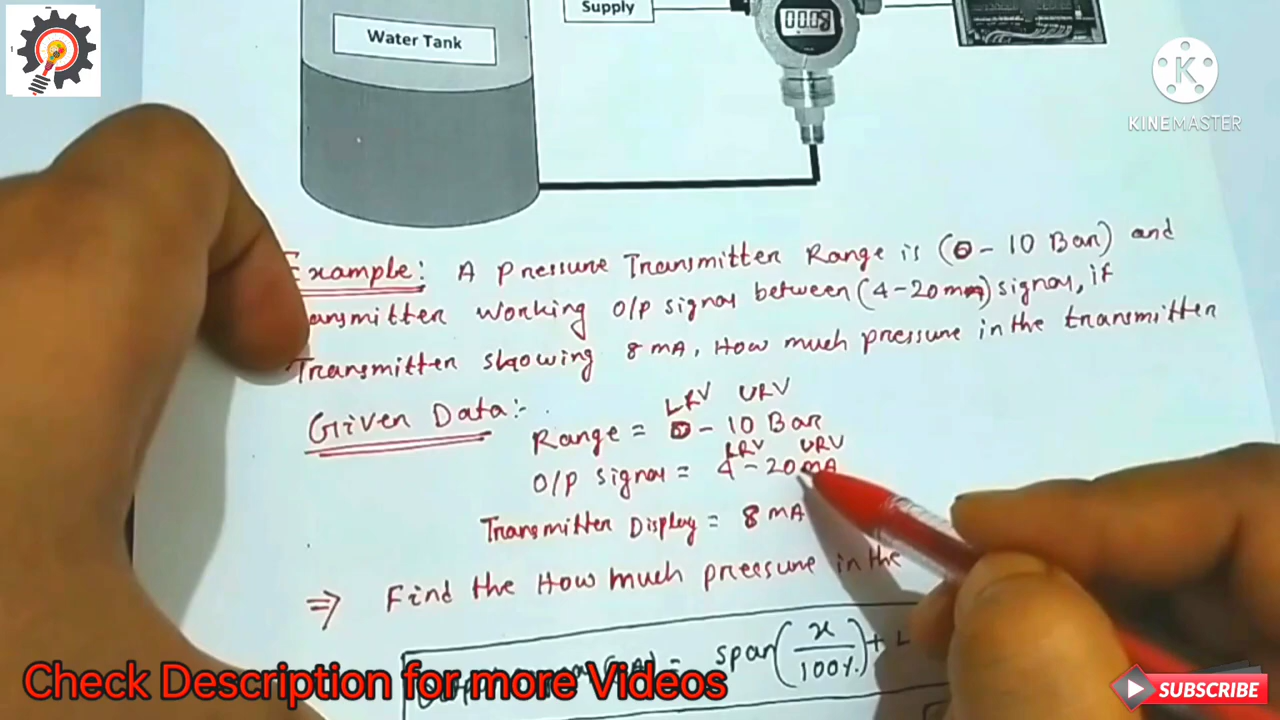 Supply
00.09
Water Tank
KINEMASTER
Example: A Pressure Transmitter Range is (0-10 Bar) and
Transmitter working O/P signal between (4-20mA) signal, if
Transmitter showing 8 mA, How much pressure in the transmitter
Given Data:-
LRV URV
Range = 0-10 Bar
LRV URV
O/P signal = 4-20mA
Transmitter Display = 8 mA
⇒ Find the How much preesure in the
span(x/100%)+ L
Check Description for more Videos
SUBSCRIBE